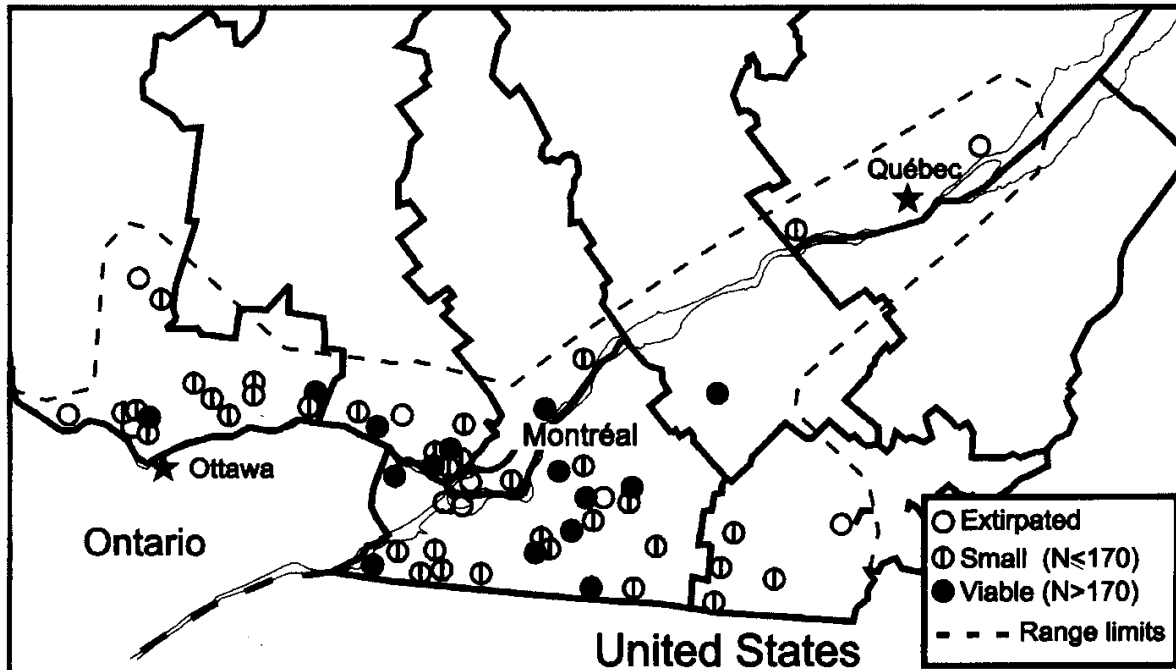 Québec
Montréal
Ottawa
Ontario
United States
Extirpated
Small (N≤170)
Viable (N>170)
Range limits